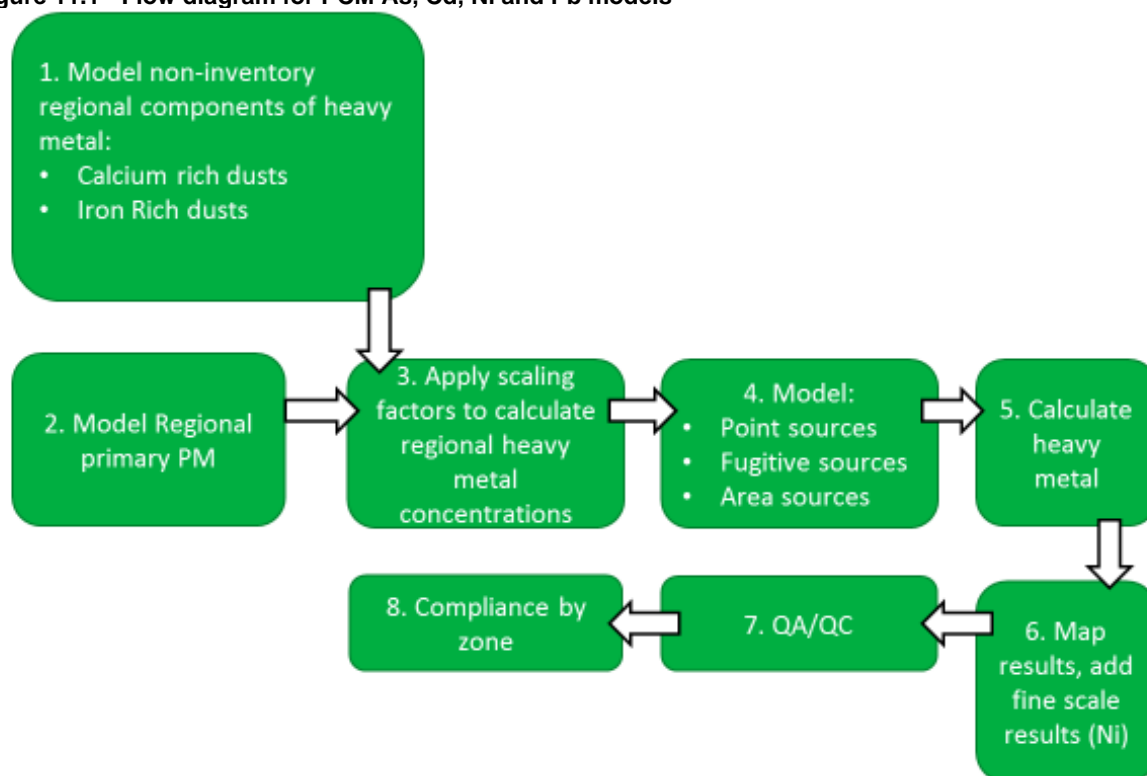 Figure 11.1 - Flow diagram for PCM As, Cd, Ni and Pb models
1. Model non-inventory
regional components of heavy
metal:
• Calcium rich dusts
• Iron Rich dusts
2. Model Regional
primary PM
3. Apply scaling
factors to calculate
regional heavy
metal
concentrations
4. Model:
• Point sources
• Fugitive sources
• Area sources
5. Calculate
heavy
metal
6. Map
results, add
fine scale
results (Ni)
7. QA/QC
8. Compliance by
zone